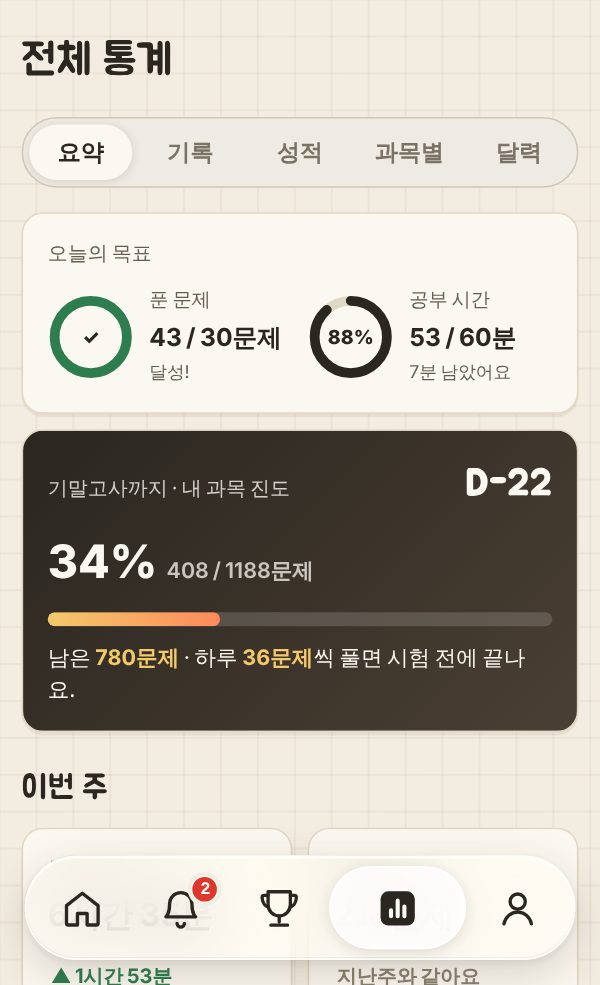 전체 통계
요약 기록 성적 과목별 달력
오늘의 목표
푼 문제
43 / 30문제
달성!
88%
공부 시간
53 / 60분
7분 남았어요
기말고사까지 · 내 과목 진도
D-22
34% 408 / 1188문제
남은 780문제 · 하루 36문제씩 풀면 시험 전에 끝나
요.
이번 주
2
▲ 1시간 53분
지난주와 같아요